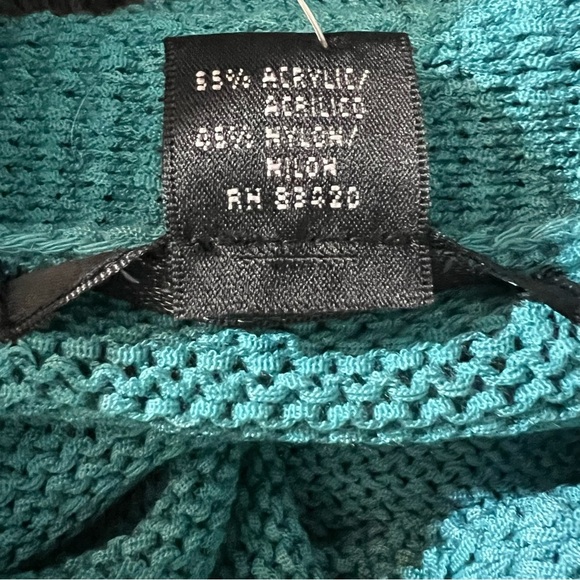 55% ACRYLIC/
ACRILICO
45% NYLON/
NILON
RN 93420